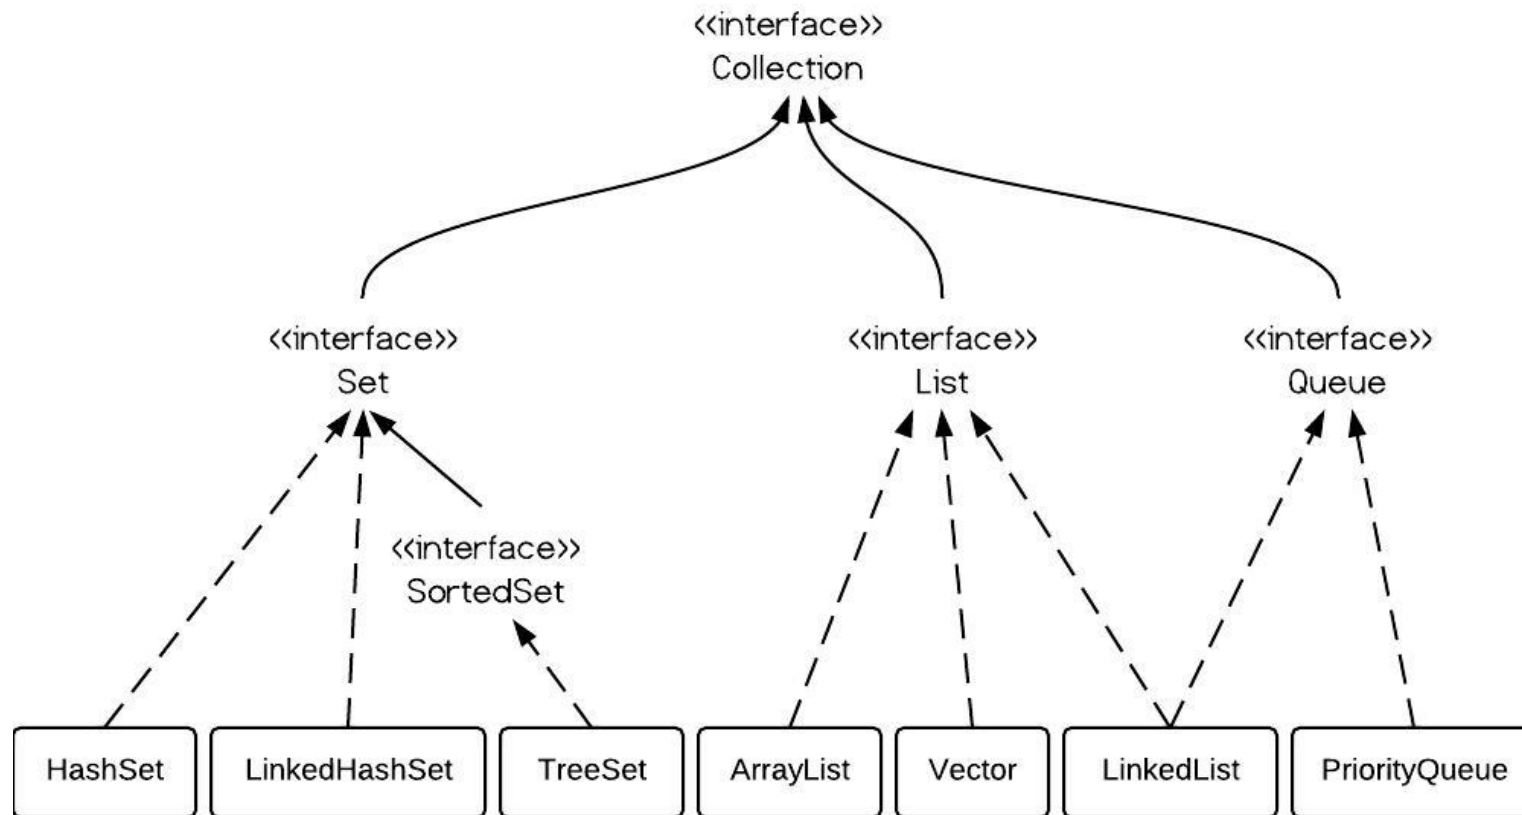 <<interface>>
Collection
<<interface>>
Set
<<interface>>
List
<<interface>>
Queue
<<interface>>
SortedSet
HashSet
LinkedHashSet
TreeSet
ArrayList
Vector
LinkedList
PriorityQueue